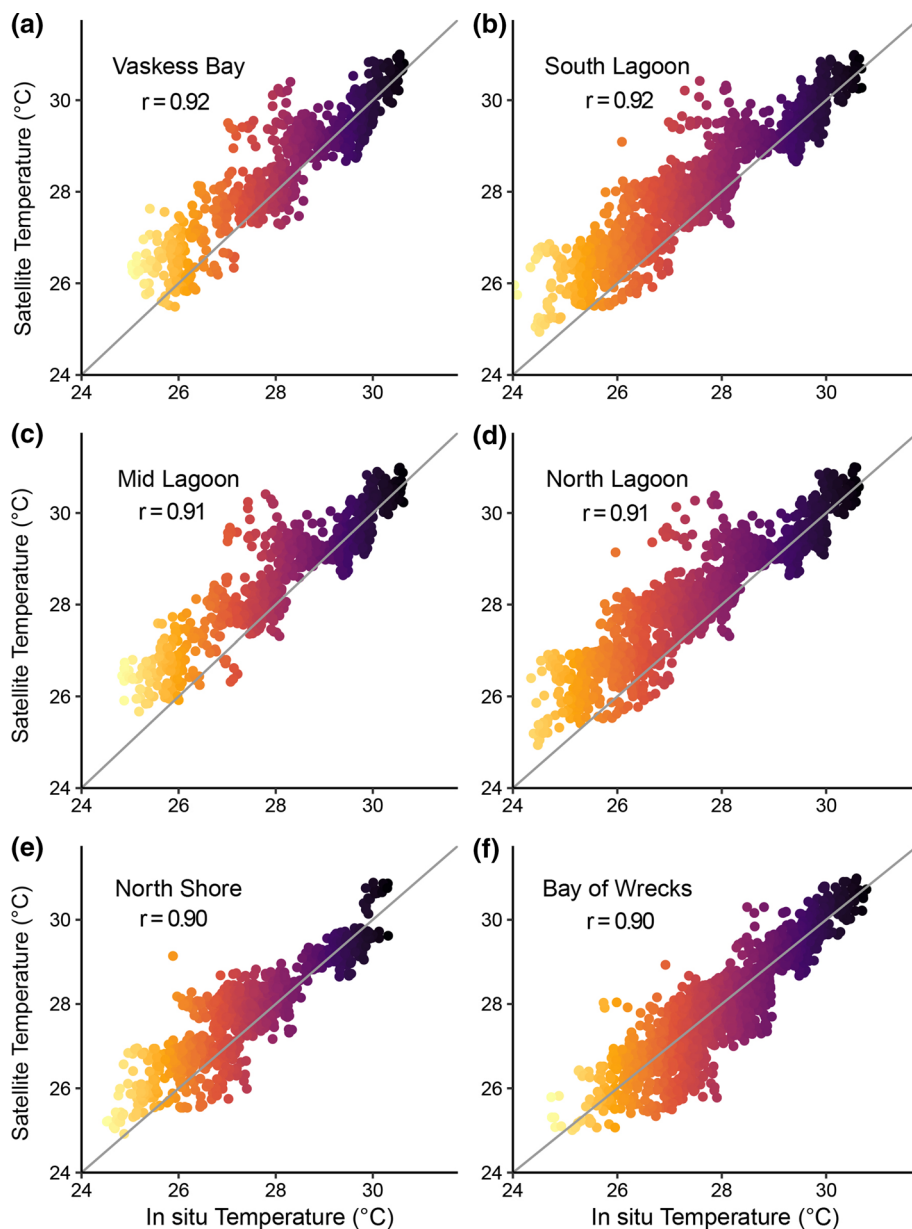 (a)
Vaskess Bay
r = 0.92
Satellite Temperature (°C)
30
28
26
24
24 26 28 30
(b)
South Lagoon
r = 0.92
30
28
26
24
24 26 28 30
(c)
Mid Lagoon
r = 0.91
Satellite Temperature (°C)
30
28
26
24
24 26 28 30
(d)
North Lagoon
r = 0.91
30
28
26
24
24 26 28 30
(e)
North Shore
r = 0.90
Satellite Temperature (°C)
30
28
26
24
24 26 28 30
In situ Temperature (°C)
(f)
Bay of Wrecks
r = 0.90
30
28
26
24
24 26 28 30
In situ Temperature (°C)